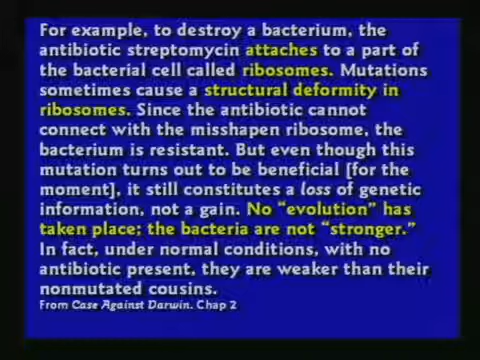 For example, to destroy a bacterium, the
antibiotic streptomycin attaches to a part of
the bacterial cell called ribosomes. Mutations
sometimes cause a structural deformity in
ribosomes. Since the antibiotic cannot
connect with the misshapen ribosome, the
bacterium is resistant. But even though this
mutation turns out to be beneficial [for the
moment], it still constitutes a loss of genetic
information, not a gain. No “evolution” has
taken place; the bacteria are not “stronger.”
In fact, under normal conditions, with no
antibiotic present, they are weaker than their
nonmutated cousins.
From Case Against Darwin. Chap 2